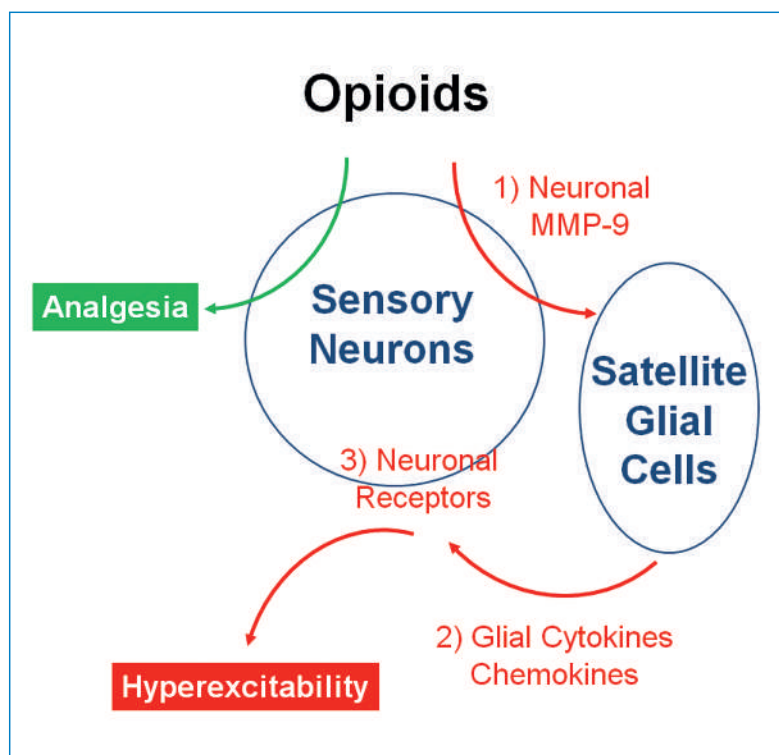 Opioids
1) Neuronal
MMP-9
Analgesia
Sensory
Neurons
Satellite
Glial
Cells
3) Neuronal
Receptors
2) Glial Cytokines
Chemokines
Hyperexcitability